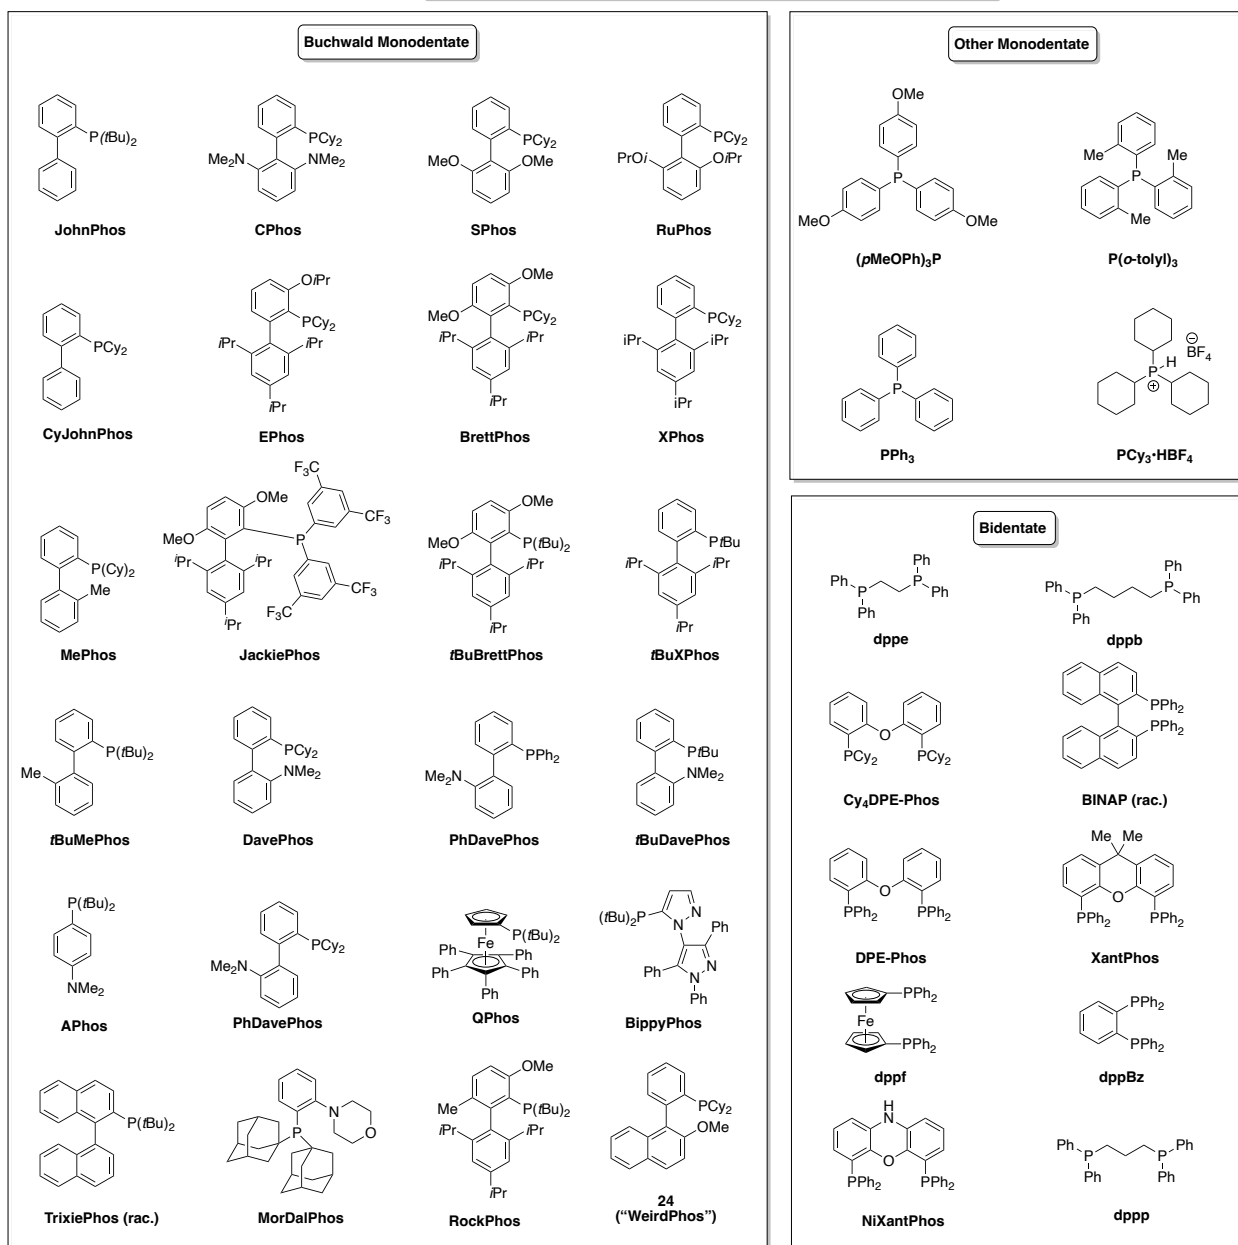 Buchwald Monodentate
P(tBu)₂
JohnPhos
PCy₂
Me₂N NMe₂
CPhos
PCy₂
MeO OMe
SPhos
PCy₂
PrOi OiPr
RuPhos
PCy₂
CyJohnPhos
OiPr
PCy₂
iPr iPr
iPr
EPhos
OMe
MeO PCy₂
iPr iPr
iPr
BrettPhos
PCy₂
iPr iPr
iPr
XPhos
P(Cy)₂
Me
MePhos
F₃C
OMe CF₃
MeO P
iPr iPr
F₃C CF₃
iPr
JackiePhos
OMe
MeO P(tBu)₂
iPr iPr
iPr
tBuBrettPhos
PtBu
iPr iPr
iPr
tBuXPhos
P(tBu)₂
Me
tBuMePhos
PCy₂
NMe₂
DavePhos
PPh₂
Me₂N
PhDavePhos
PtBu
NMe₂
tBuDavePhos
P(tBu)₂
NMe₂
APhos
PCy₂
Me₂N
PhDavePhos
P(tBu)₂
Fe
Ph Ph
Ph Ph
Ph
QPhos
(tBu)₂P N
N Ph
Ph N
N
Ph
BippyPhos
P(tBu)₂
TrixiePhos (rac.)
N
P O
MorDalPhos
OMe
Me P(tBu)₂
iPr iPr
iPr
RockPhos
PCy₂
OMe
24
(“WeirdPhos”)
Other Monodentate
OMe
P
MeO OMe
(pMeOPh)₃P
Me Me
P
Me
P(o-tolyl)₃
P
PPh₃
P H ⊖
⊕ BF₄
PCy₃•HBF₄
Bidentate
Ph Ph
P P
Ph Ph
dppe
Ph Ph
P P
Ph Ph
dppb
O
PCy₂ PCy₂
Cy₄DPE-Phos
PPh₂
PPh₂
BINAP (rac.)
O
PPh₂ PPh₂
DPE-Phos
Me Me
O
PPh₂ PPh₂
XantPhos
PPh₂
Fe
PPh₂
dppf
PPh₂
PPh₂
dppBz
H
N
O
PPh₂ PPh₂
NiXantPhos
Ph Ph
P P
Ph Ph
dppp